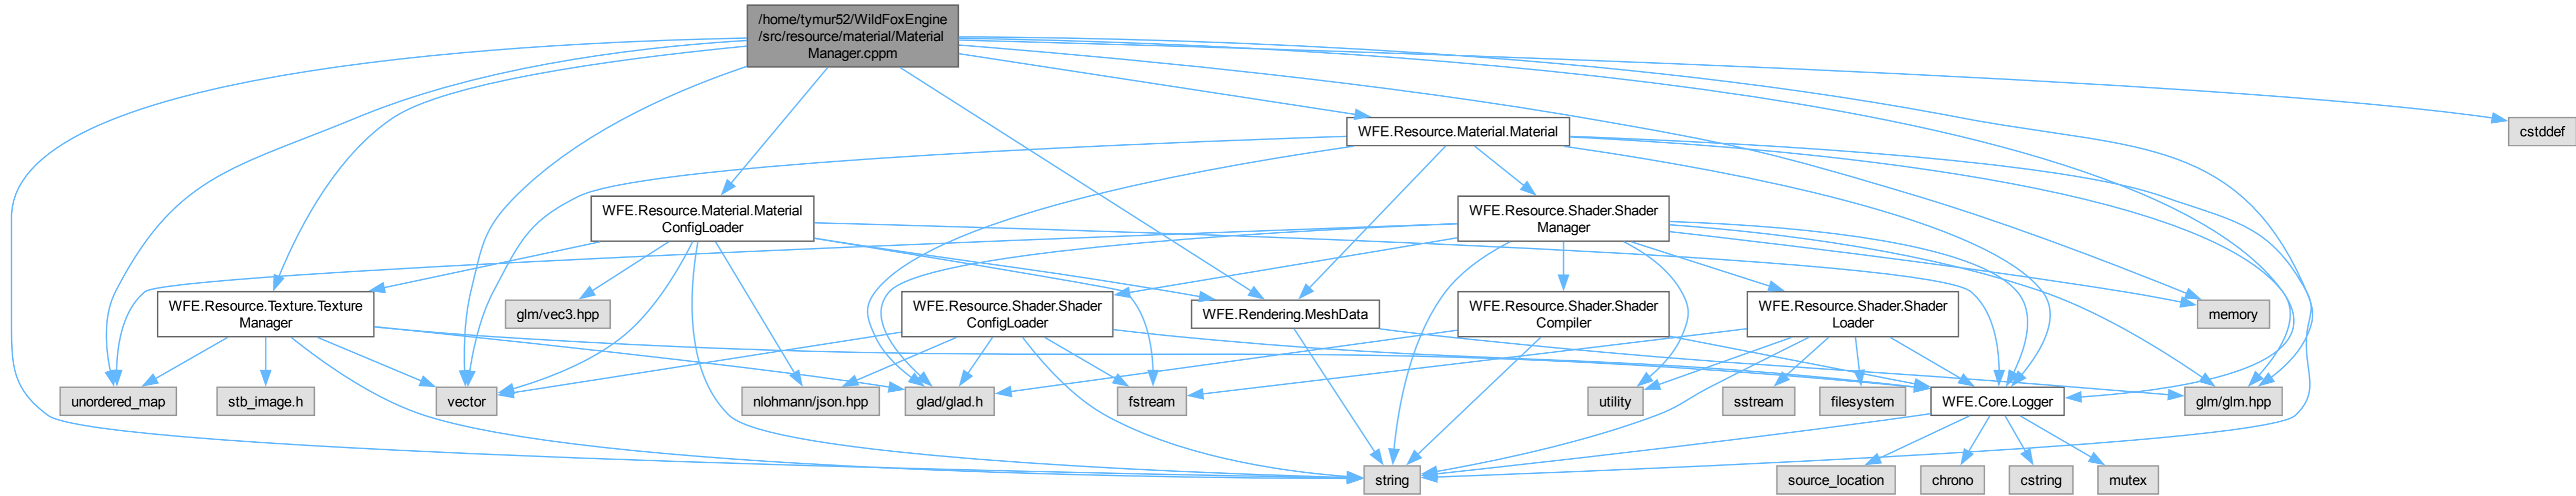 /home/tymur52/WildFoxEngine
/src/resource/material/Material
Manager.cppm
WFE.Resource.Material.Material
cstddef
WFE.Resource.Material.Material
ConfigLoader
WFE.Resource.Shader.Shader
Manager
WFE.Resource.Texture.Texture
Manager
glm/vec3.hpp
WFE.Resource.Shader.Shader
ConfigLoader
WFE.Rendering.MeshData
WFE.Resource.Shader.Shader
Compiler
WFE.Resource.Shader.Shader
Loader
memory
unordered_map
stb_image.h
vector
nlohmann/json.hpp
glad/glad.h
fstream
utility
sstream
filesystem
WFE.Core.Logger
glm/glm.hpp
string
source_location
chrono
cstring
mutex